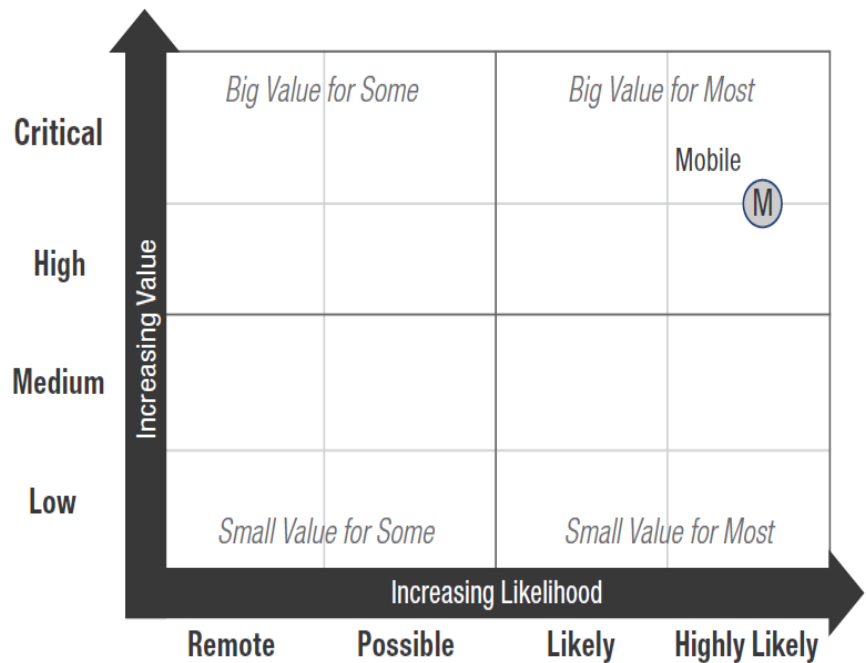 Big Value for Some
Big Value for Most
Critical
Mobile
M
High
Increasing Value
Medium
Low
Small Value for Some
Small Value for Most
Increasing Likelihood
Remote
Possible
Likely
Highly Likely